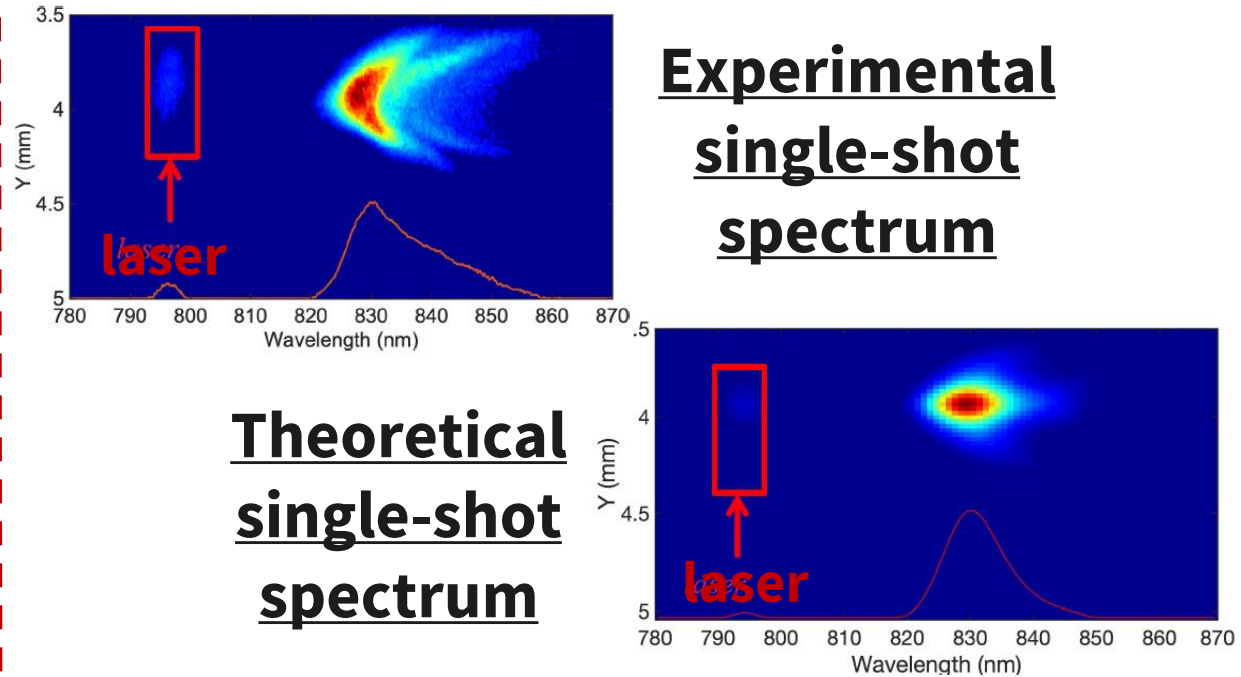 3.5
4
4.5
5
Y (mm)
laser
laser
780 790 800 810 820 830 840 850 860 870
Wavelength (nm)
Experimental
single-shot
spectrum
Theoretical
single-shot
spectrum
.5
4
4.5
5
Y (mm)
laser
780 790 800 810 820 830 840 850 860 870
Wavelength (nm)